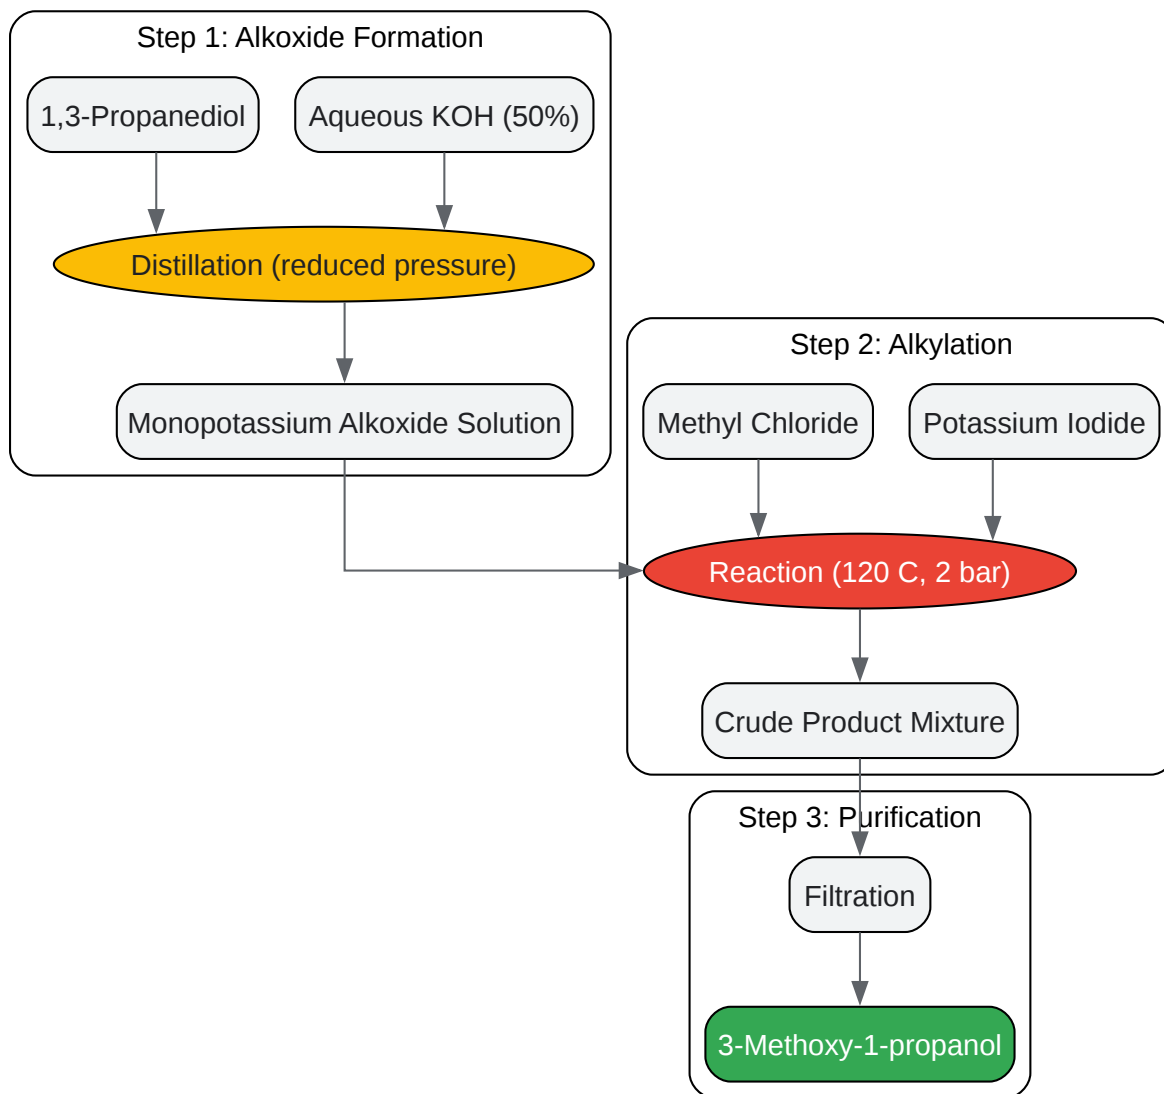 Step 1: Alkoxide Formation
1,3-Propanediol
Aqueous KOH (50%)
Distillation (reduced pressure)
Monopotassium Alkoxide Solution
Step 2: Alkylation
Methyl Chloride
Potassium Iodide
Reaction (120 C, 2 bar)
Crude Product Mixture
Step 3: Purification
Filtration
3-Methoxy-1-propanol